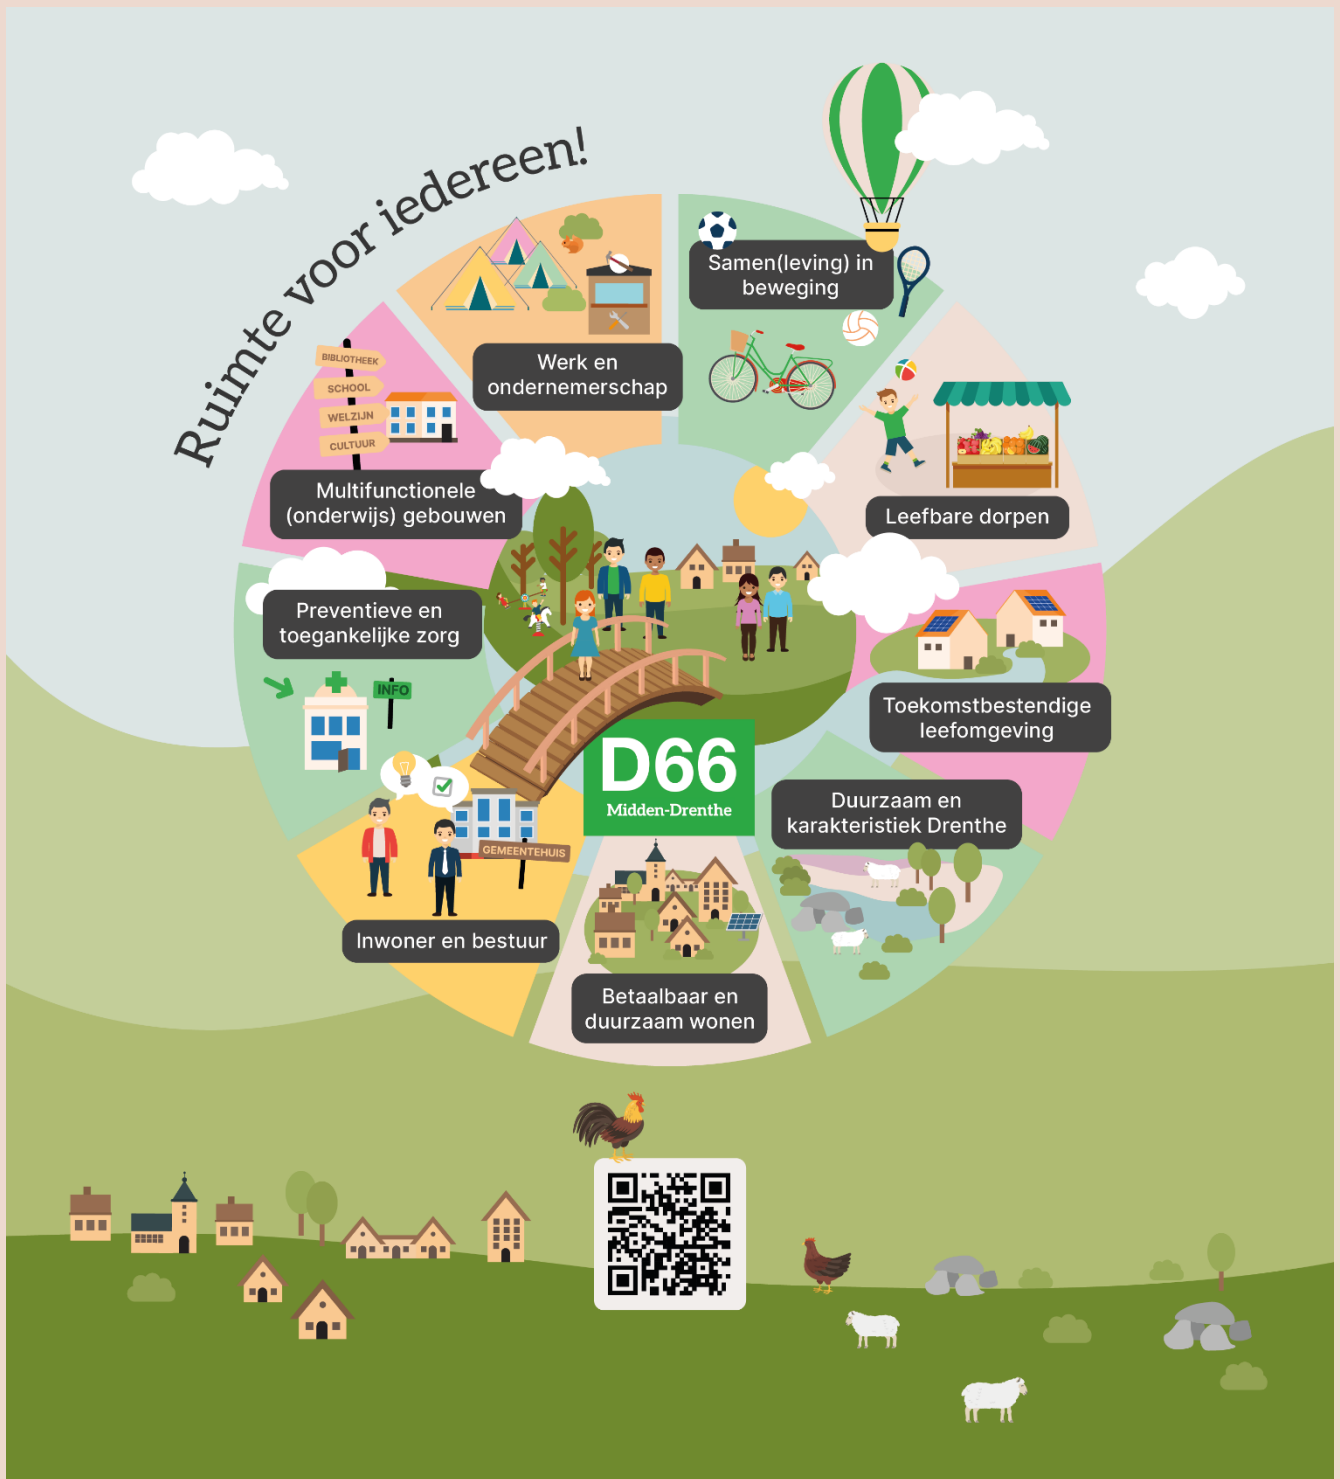 Ruimte voor iedereen!
Samen(leving) in
beweging
Werk en
ondernemerschap
BIBLIOTHEEK
SCHOOL
WELZIJN
CULTUUR
Multifunctionele
(onderwijs) gebouwen
Leefbare dorpen
Preventieve en
toegankelijke zorg
INFO
Toekomstbestendige
leefomgeving
D66
Midden-Drenthe
Duurzaam en
karakteristiek Drenthe
GEMEENTEHUIS
Inwoner en bestuur
Betaalbaar en
duurzaam wonen